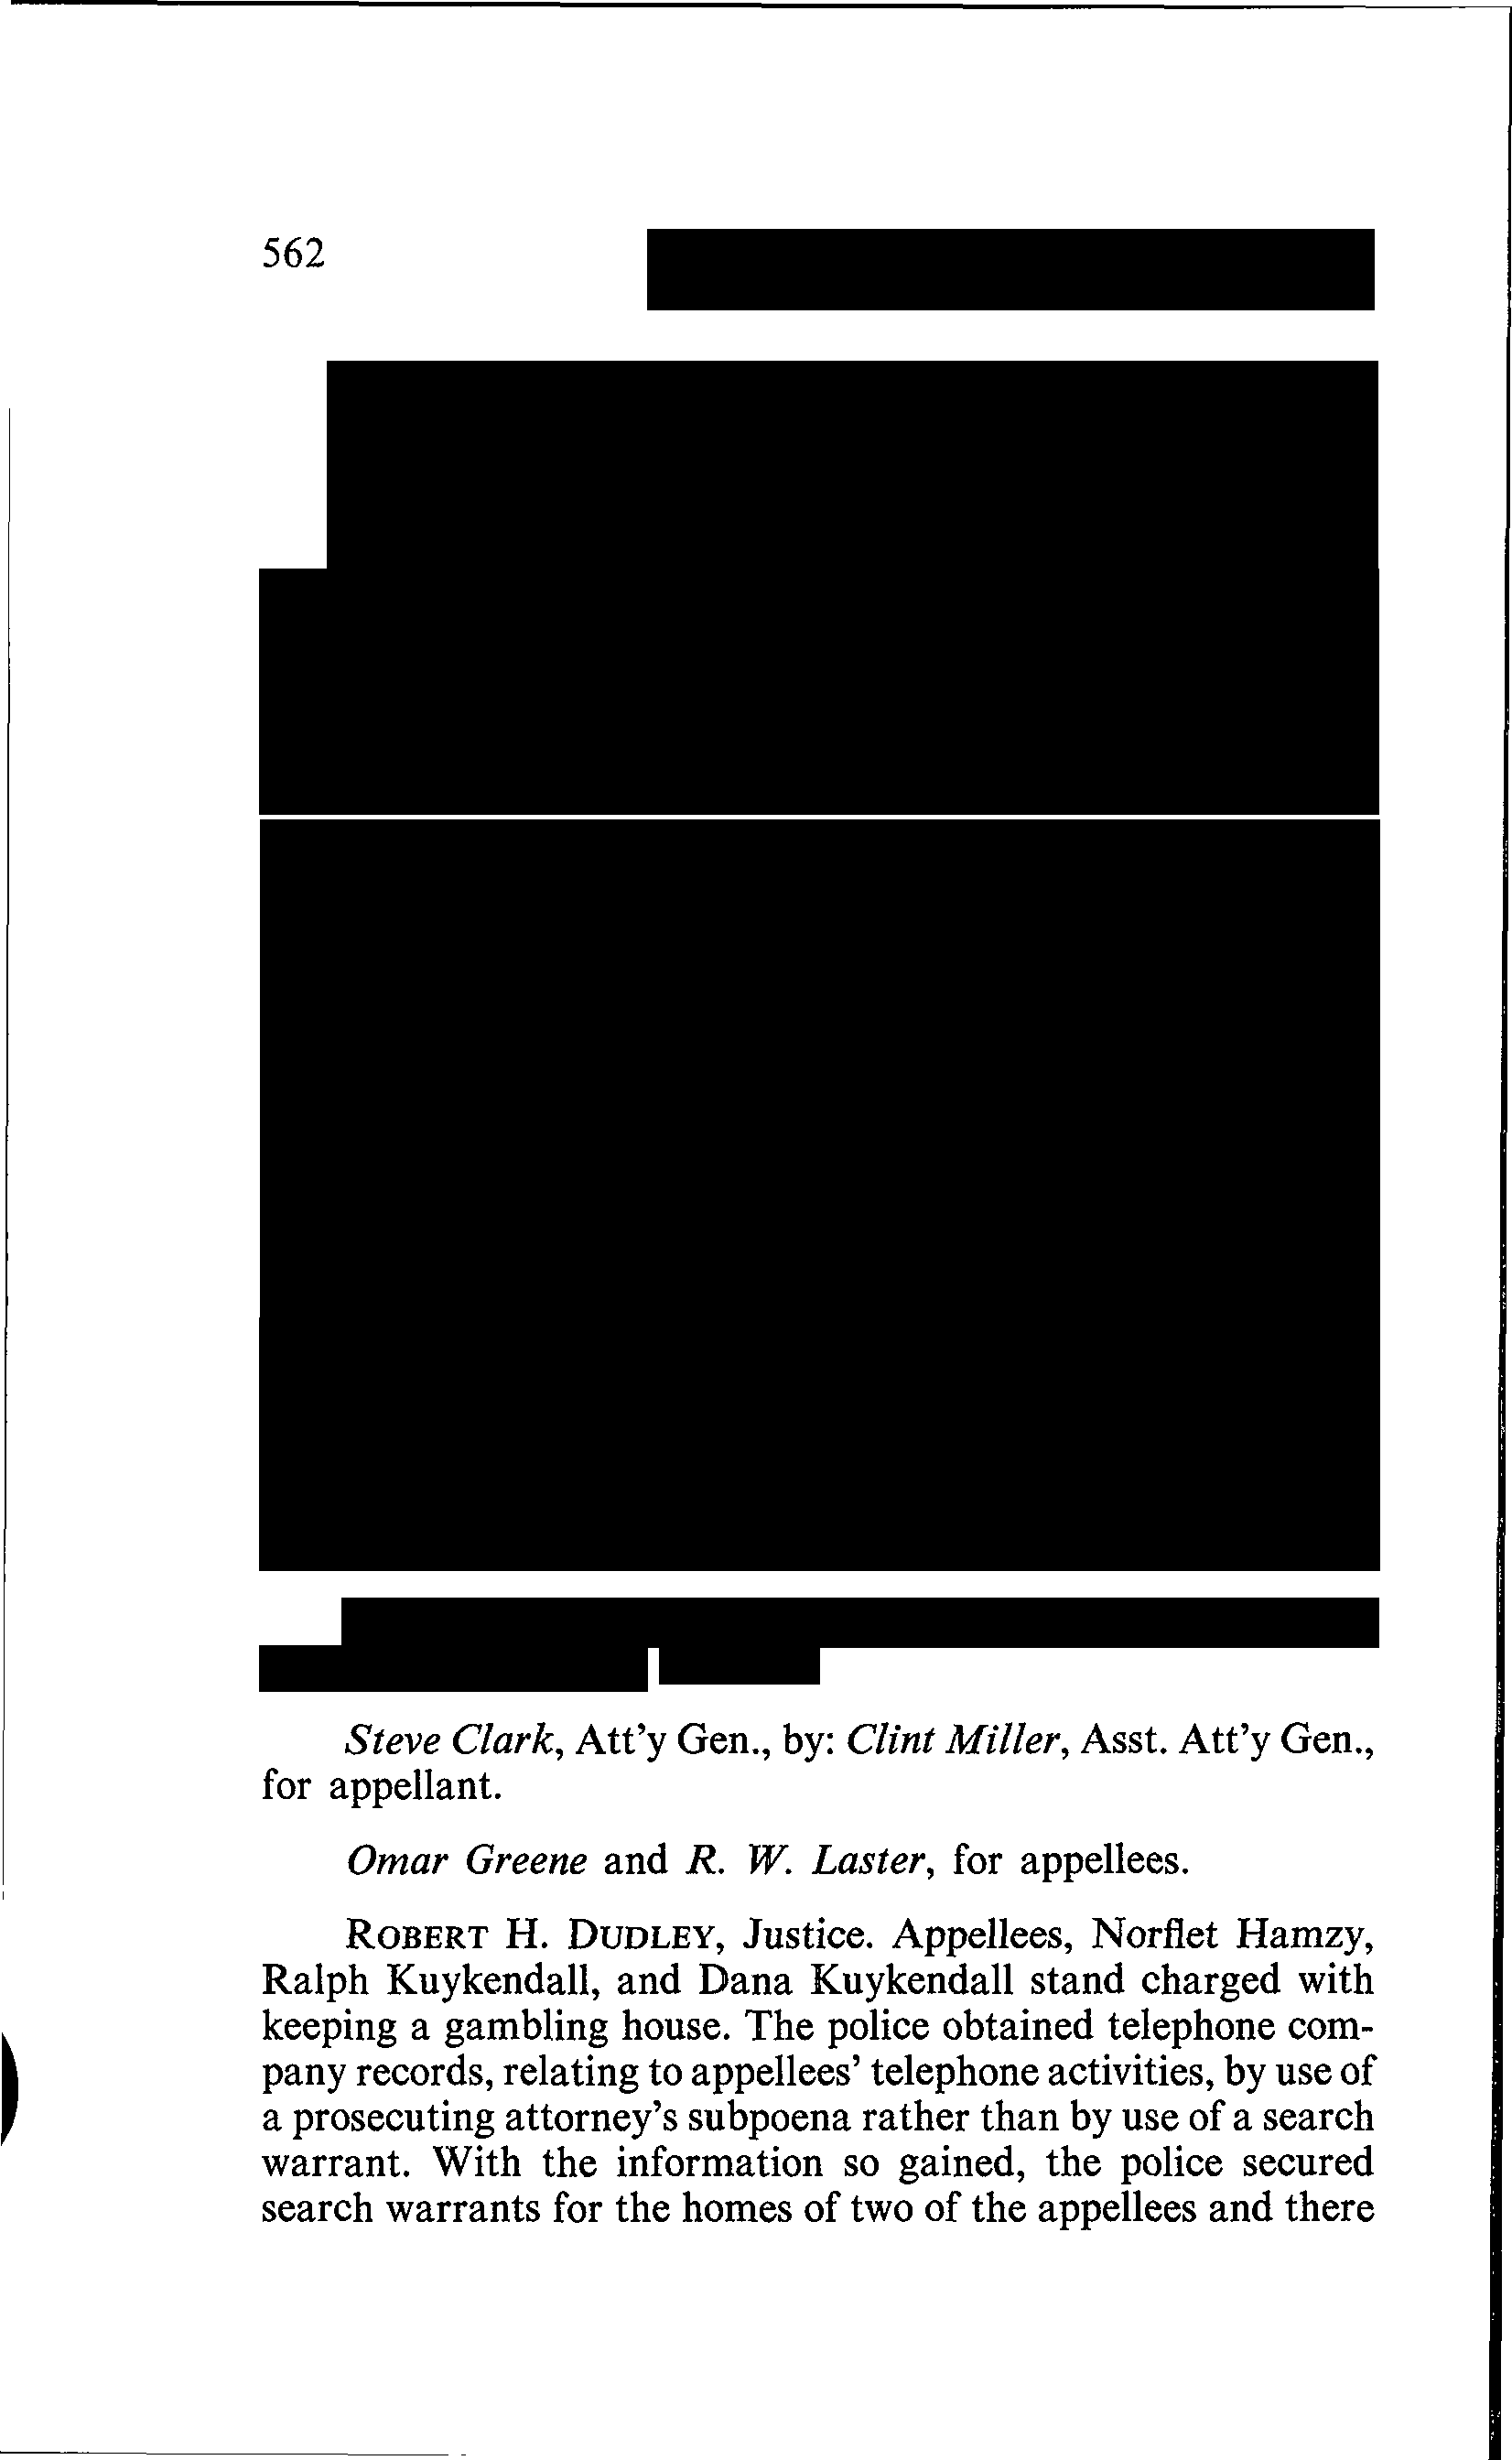 562
Steve Clark, Att'y Gen., by: Clint Miller, Asst. Att'y Gen.,
for appellant.
Omar Greene and R. W. Laster, for appellees.
ROBERT H. DUDLEY, Justice. Appellees, Norflet Hamzy,
Ralph Kuykendall, and Dana Kuykendall stand charged with
keeping a gambling house. The police obtained telephone com-
pany records, relating to appellees' telephone activities, by use of
a prosecuting attorney's subpoena rather than by use of a search
warrant. With the information so gained, the police secured
search warrants for the homes of two of the appellees and there